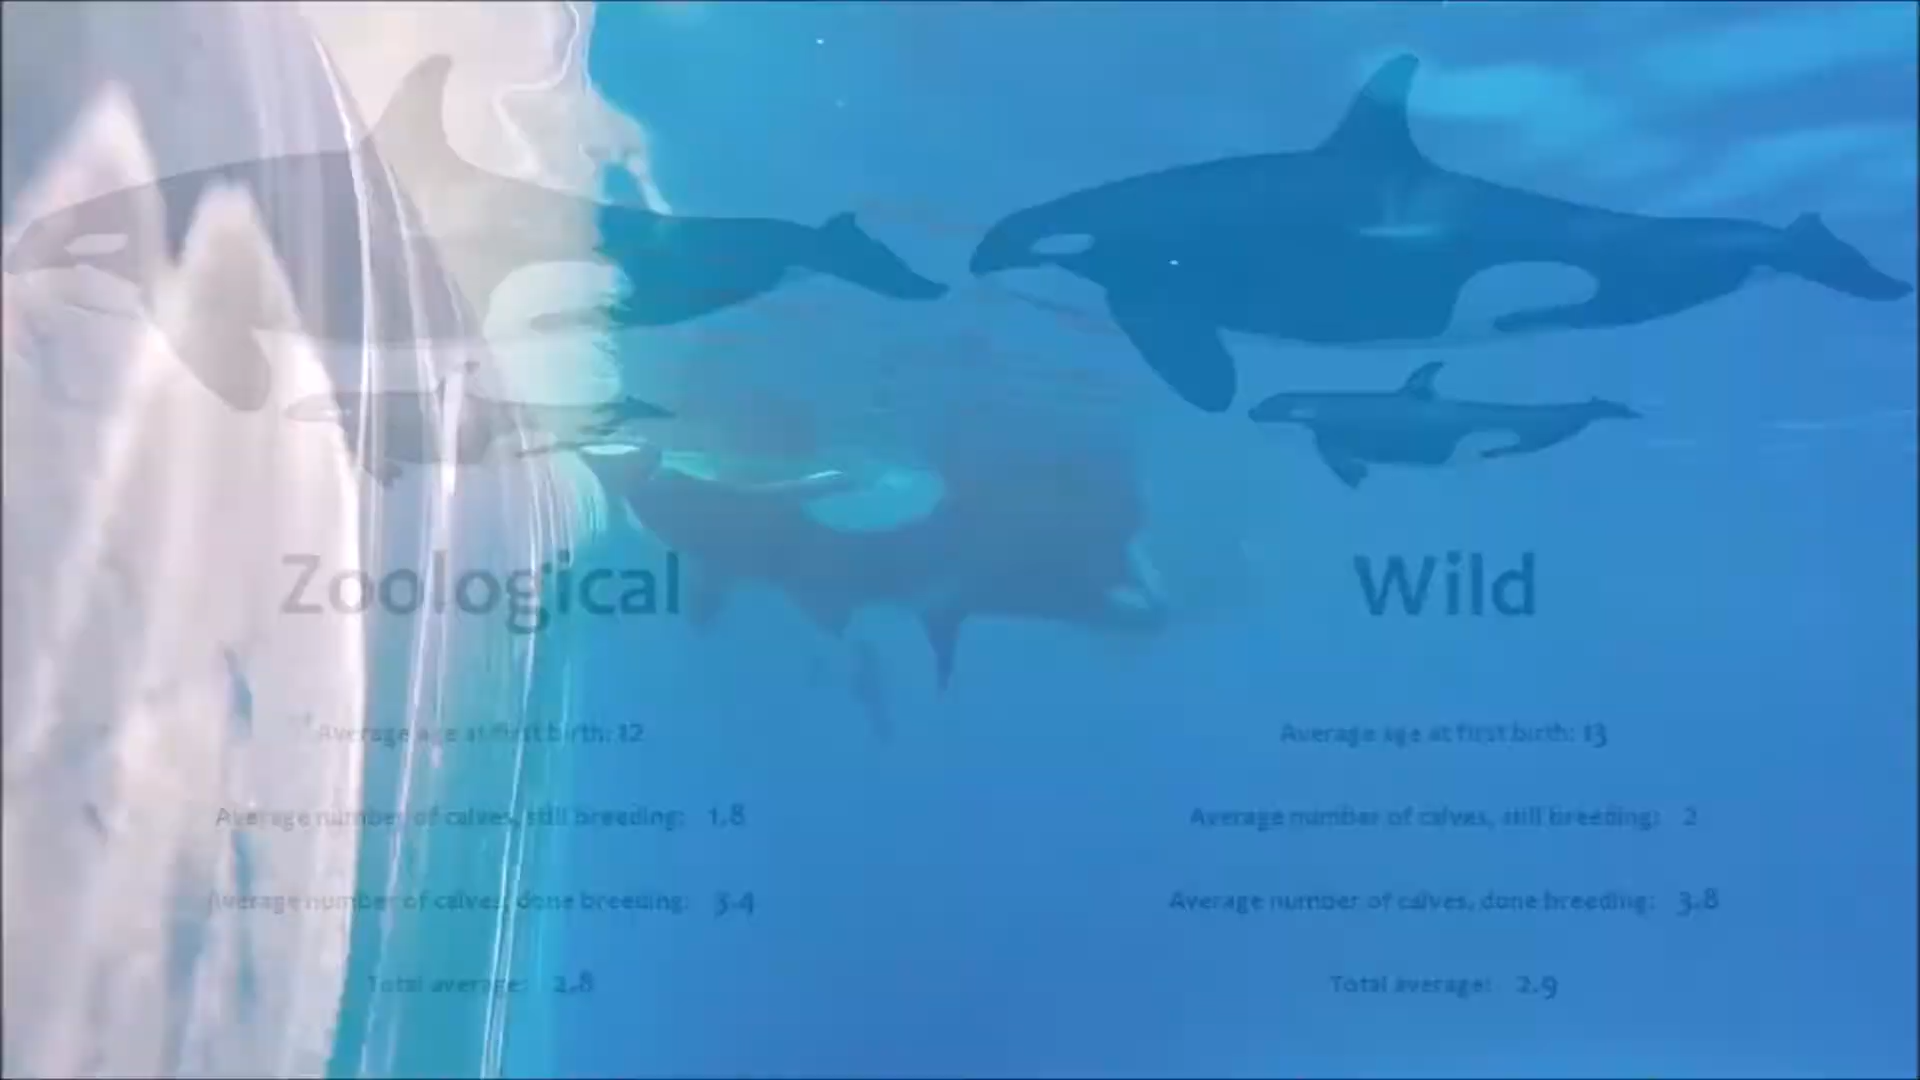 Zoological
Average age at first birth: 12
Average number of calves, still breeding: 1.8
Average number of calves, done breeding: 3.4
Total average: 2.8
Wild
Average age at first birth: 13
Average number of calves, still breeding: 2
Average number of calves, done breeding: 3.8
Total average: 2.9